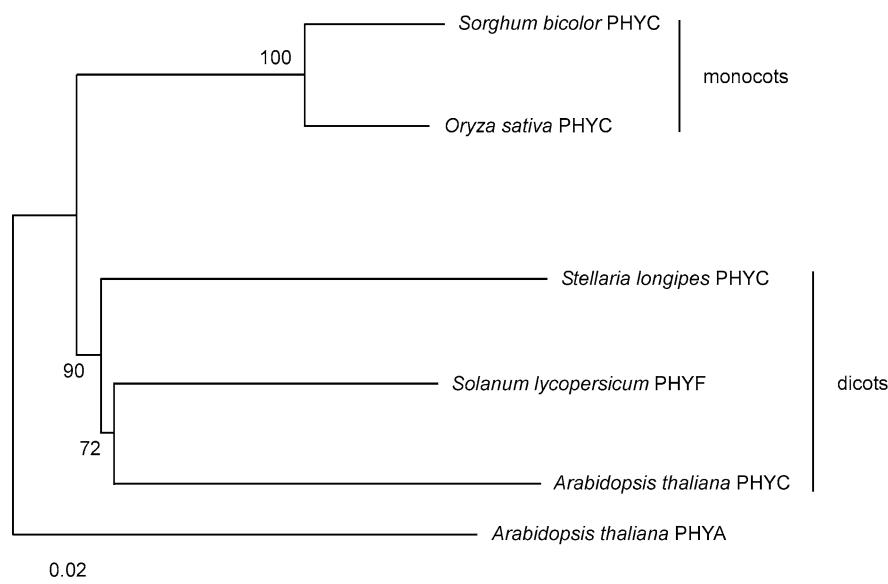 Sorghum bicolor PHYC
100
monocots
Oryza sativa PHYC
Stellaria longipes PHYC
90
Solanum lycopersicum PHYF
dicots
72
Arabidopsis thaliana PHYC
Arabidopsis thaliana PHYA
0.02